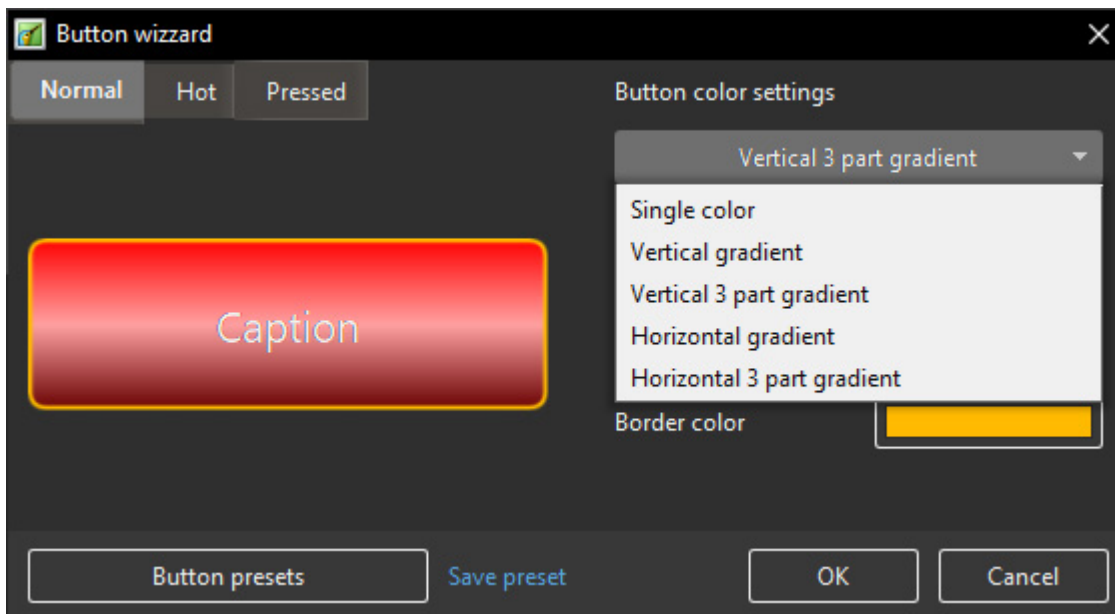 Button wizzard
Normal Hot Pressed
Button color settings
Vertical 3 part gradient
Single color
Vertical gradient
Vertical 3 part gradient
Horizontal gradient
Horizontal 3 part gradient
Caption
Border color
Button presets Save preset OK Cancel